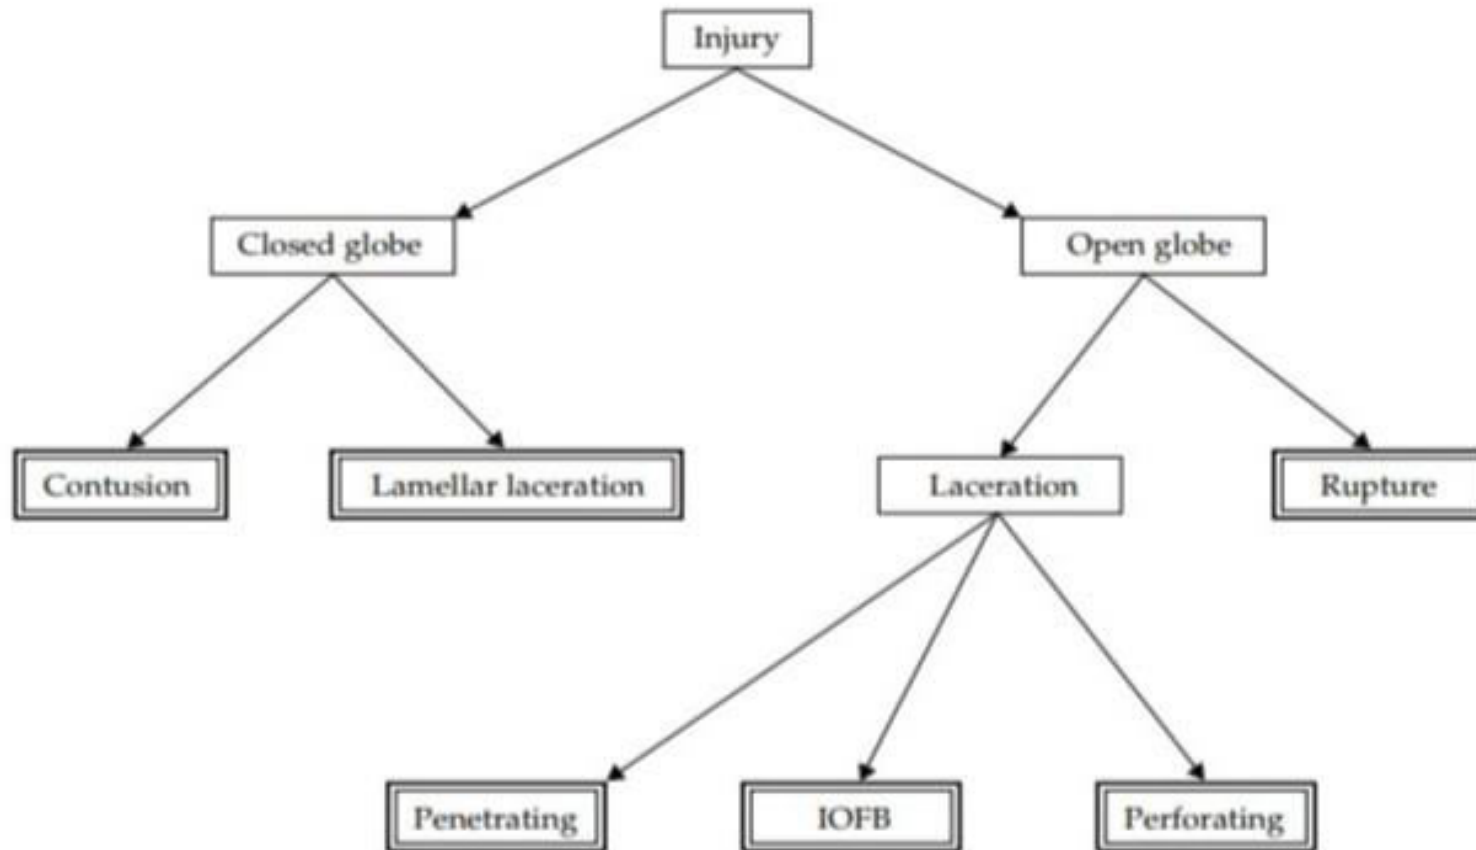 Injury
Closed globe
Open globe
Contusion
Lamellar laceration
Laceration
Rupture
Penetrating
IOFB
Perforating